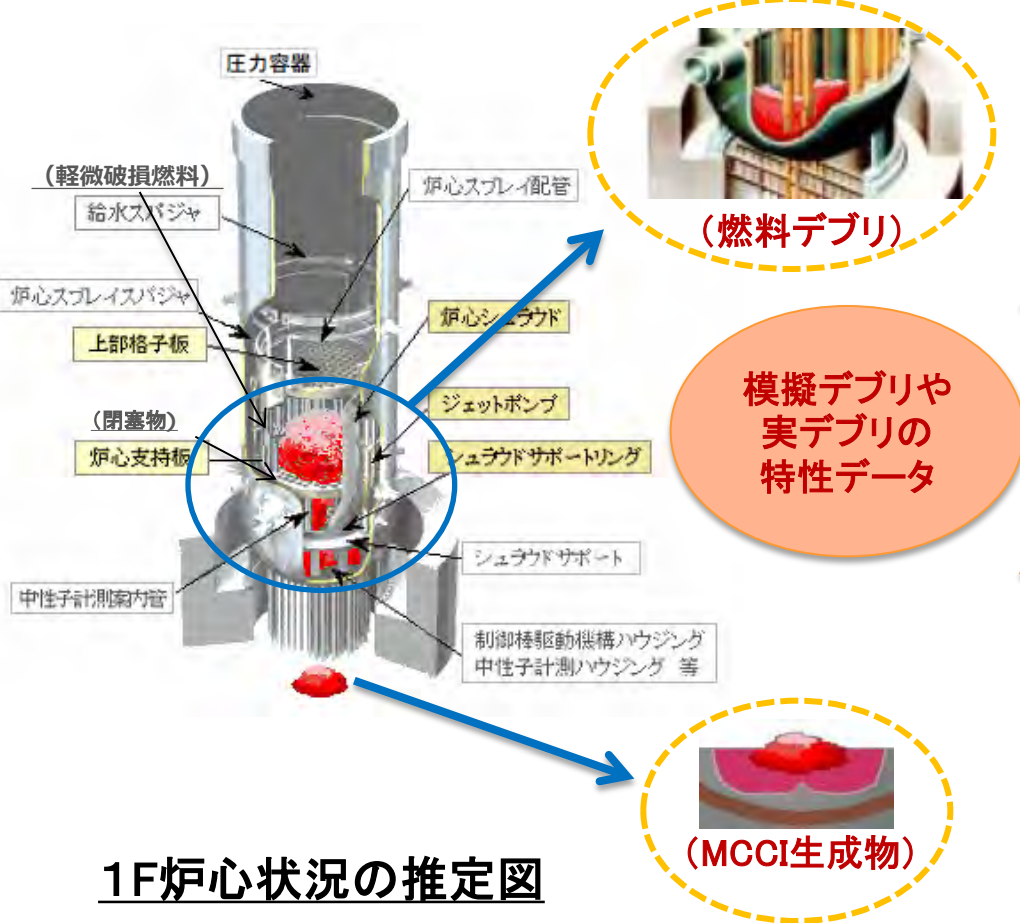 圧力容器
(軽微破損燃料)
給水スパジャ
炉心スプレイ配管
(燃料デブリ)
炉心スプレイスパジャ
炉心シュラウド
上部格子板
ジェットポンプ
(閉塞物)
炉心支持板
シュラウドサポートリング
模擬デブリや
実デブリの
特性データ
シュラウドサポート
中性子計測案内管
制御棒駆動機構ハウジング
中性子計測ハウジング 等
(MCCI生成物)
1F炉心状況の推定図